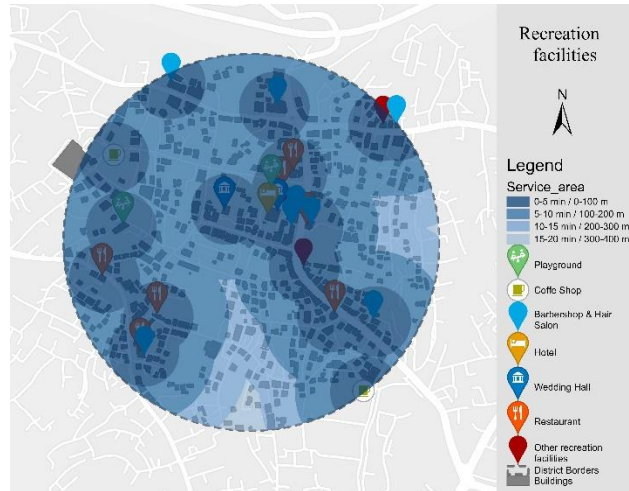 Recreation
facilities
N
Legend
Service_area
0-5 min / 0-100 m
5-10 min / 100-200 m
10-15 min / 200-300 m
15-20 min / 300-400 m
Playground
Coffe Shop
Barbershop & Hair
Salon
Hotel
Wedding Hall
Restaurant
Other recreation
facilities
District Borders
Buildings